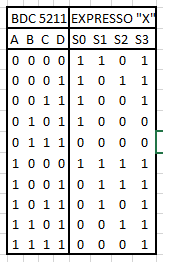 BDC 5211 EXPRESSO "X"
A B C D S0 S1 S2 S3
0 0 0 0 1 1 0 1
0 0 0 1 1 0 1 1
0 0 1 1 1 0 0 1
0 1 0 1 1 0 0 0
0 1 1 1 0 0 0 0
1 0 0 0 1 1 1 1
1 0 0 1 0 1 1 1
1 0 1 1 0 1 0 1
1 1 0 1 0 0 1 1
1 1 1 1 0 0 0 1